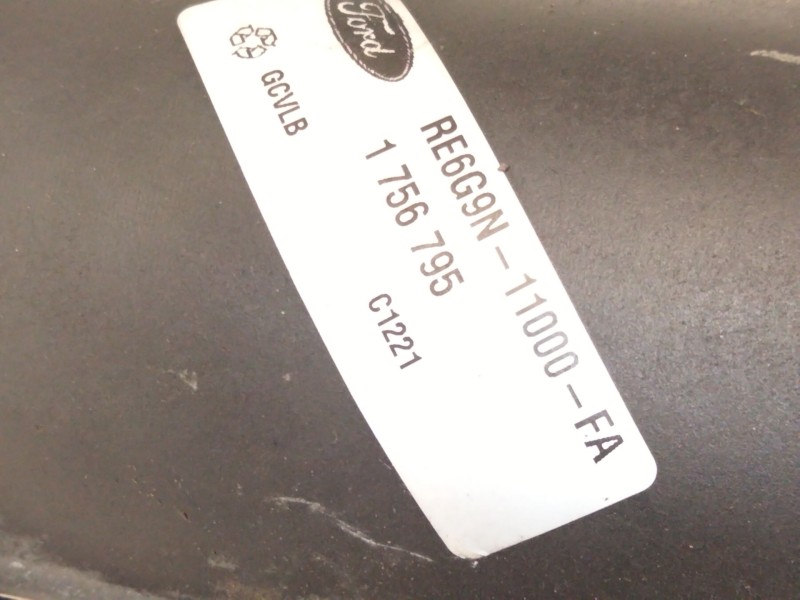 Ford
GCVLB
RE6G9N-11000-FA
1 756 795
C1221